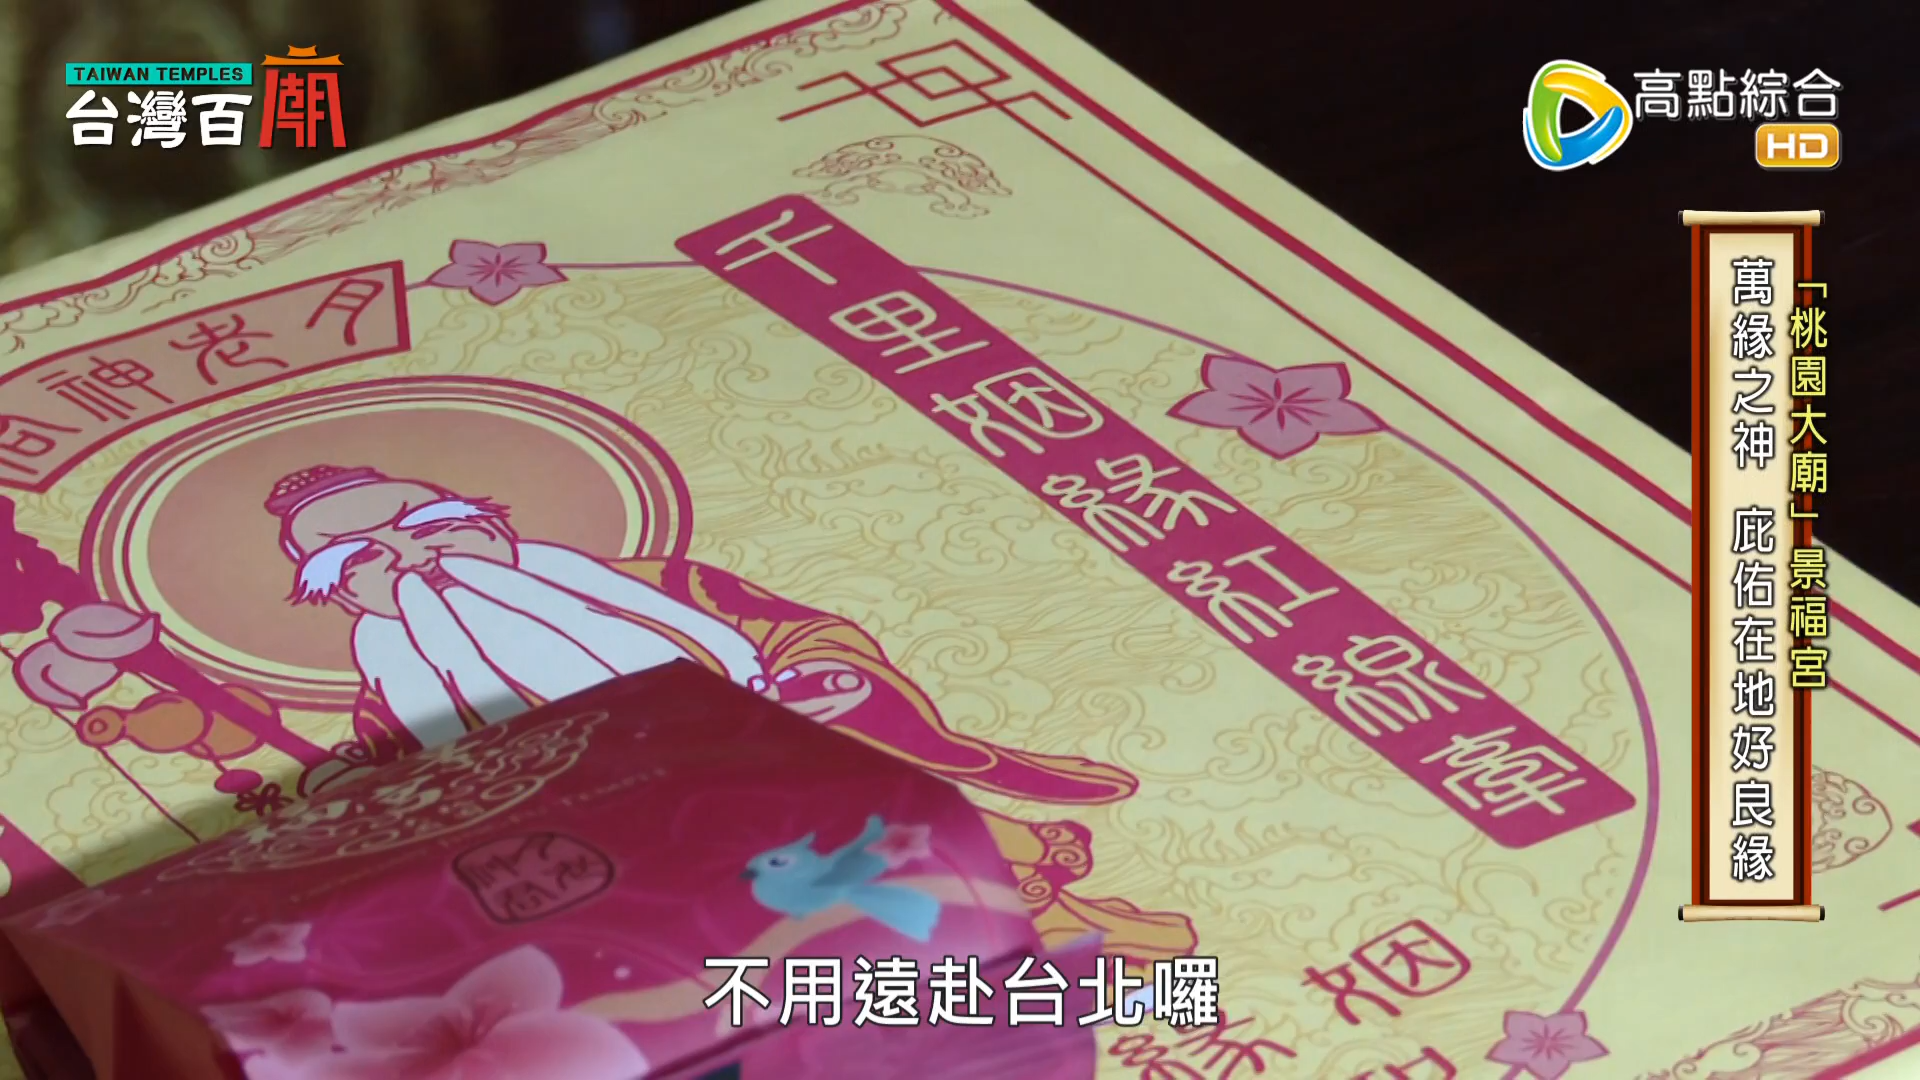 TAIWAN TEMPLES
台灣百廟
高點綜合
HD
「桃園大廟」景福宮
萬緣之神 庇佑在地好良緣
月老神
千里姻緣紅線牽
姻
緣
不用遠赴台北囉